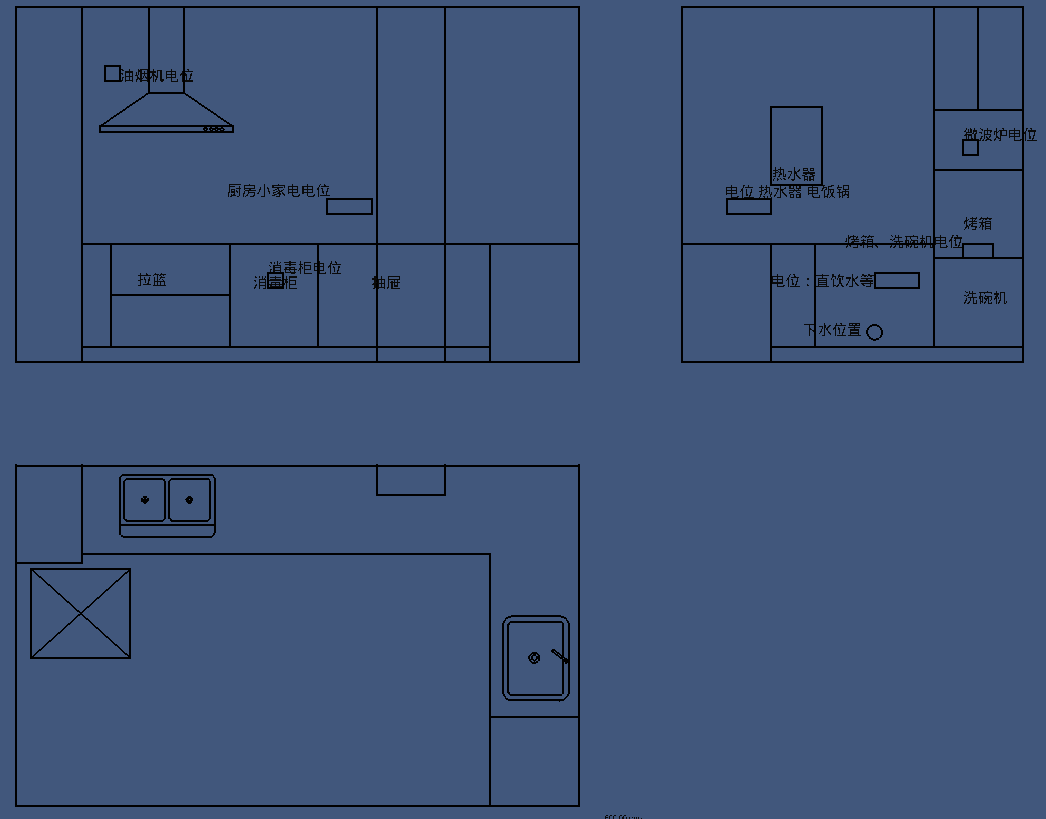 油烟机电位
厨房小家电电位
消毒柜电位
拉篮
消毒柜
抽屉
微波炉电位
热水器
电位 热水器 电饭锅
烤箱
烤箱、洗碗机电位
电位：直饮水等
洗碗机
下水位置